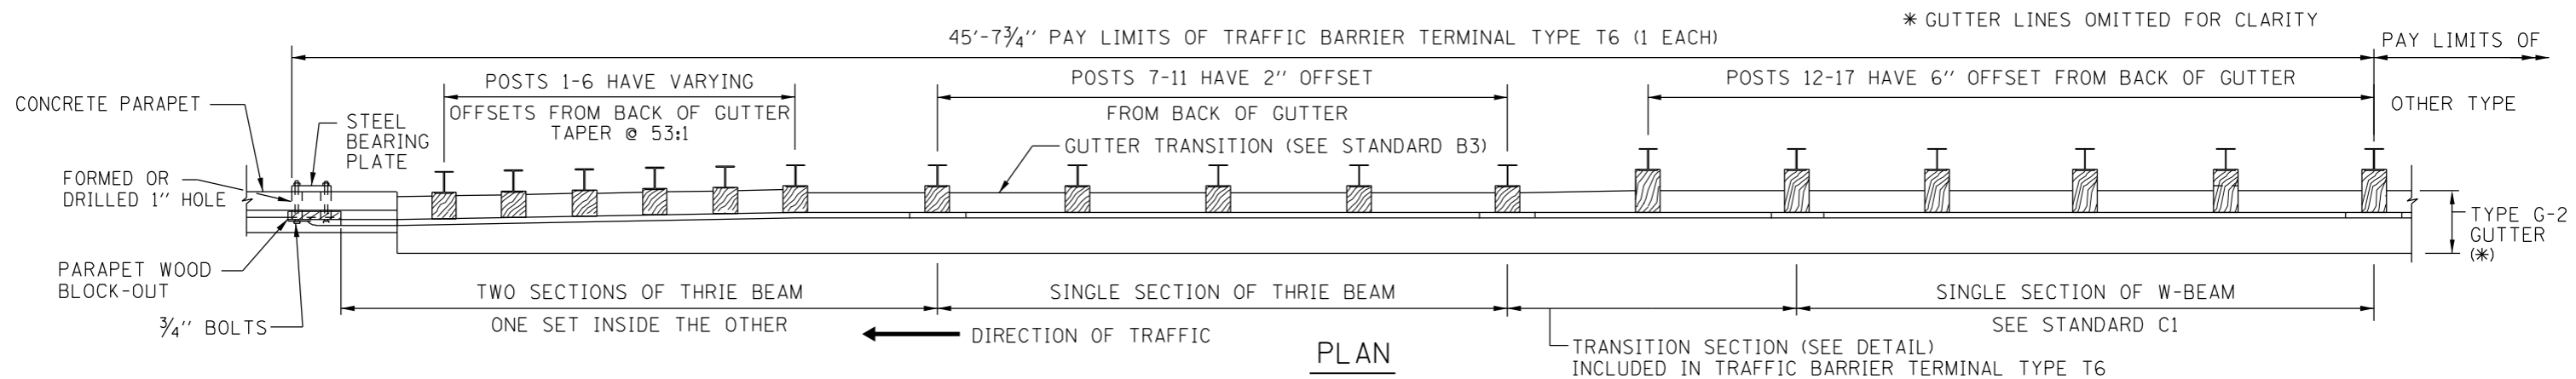 * GUTTER LINES OMITTED FOR CLARITY
45'-7¾'' PAY LIMITS OF TRAFFIC BARRIER TERMINAL TYPE T6 (1 EACH)
PAY LIMITS OF
OTHER TYPE
POSTS 1-6 HAVE VARYING
OFFSETS FROM BACK OF GUTTER
TAPER @ 53:1
POSTS 7-11 HAVE 2'' OFFSET
FROM BACK OF GUTTER
POSTS 12-17 HAVE 6'' OFFSET FROM BACK OF GUTTER
CONCRETE PARAPET
STEEL
BEARING
PLATE
GUTTER TRANSITION (SEE STANDARD B3)
FORMED OR
DRILLED 1'' HOLE
TYPE G-2
GUTTER
(*)
PARAPET WOOD
BLOCK-OUT
¾'' BOLTS
TWO SECTIONS OF THRIE BEAM
ONE SET INSIDE THE OTHER
SINGLE SECTION OF THRIE BEAM
SINGLE SECTION OF W-BEAM
SEE STANDARD C1
DIRECTION OF TRAFFIC
PLAN
TRANSITION SECTION (SEE DETAIL)
INCLUDED IN TRAFFIC BARRIER TERMINAL TYPE T6